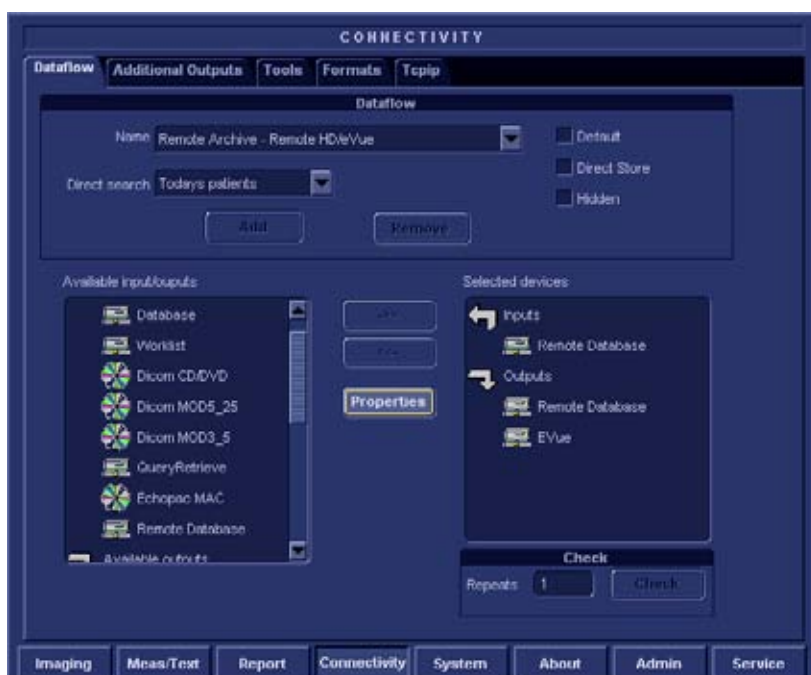 CONNECTIVITY
Dataflow Additional Outputs Tools Formats Tcpip
Dataflow
Name Remote Archive - Remote HD/eVue
Default
Direct search Todays patients
Direct Store
Hidden
Add Remove
Available input/ouputs
Database
Worklist
Dicom CD/DVD
Dicom MOD5_25
Dicom MOD3_5
QueryRetrieve
Echopac MAC
Remote Database
Available outputs
Properties
Selected devices
Inputs
Remote Database
Outputs
Remote Database
EVue
Check
Repeats 1 Check
Imaging Meas/Text Report Connectivity System About Admin Service